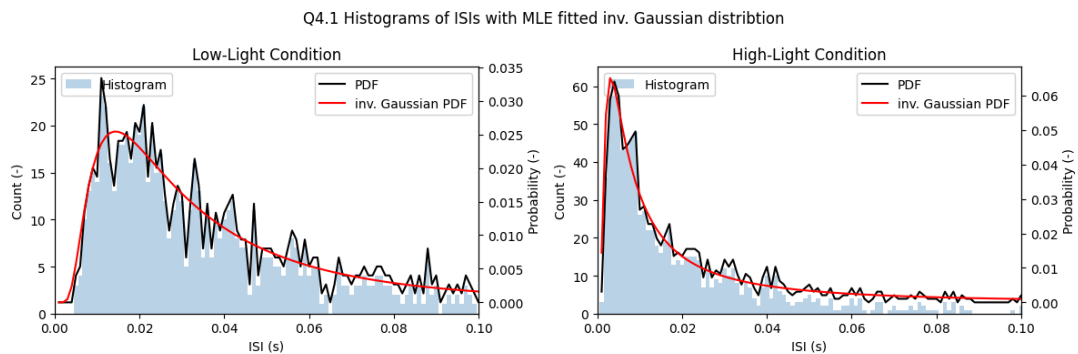 Q4.1 Histograms of ISIs with MLE fitted inv. Gaussian distribtion
Low-Light Condition
Histogram
PDF
inv. Gaussian PDF
Count (-)
25
20
15
10
5
0
0.035
0.030
0.025
0.020
0.015
0.010
0.005
0.000
Probability (-)
0.00 0.02 0.04 0.06 0.08 0.10
ISI (s)
High-Light Condition
Histogram
PDF
inv. Gaussian PDF
Count (-)
60
50
40
30
20
10
0
0.06
0.05
0.04
0.03
0.02
0.01
0.00
Probability (-)
0.00 0.02 0.04 0.06 0.08 0.10
ISI (s)